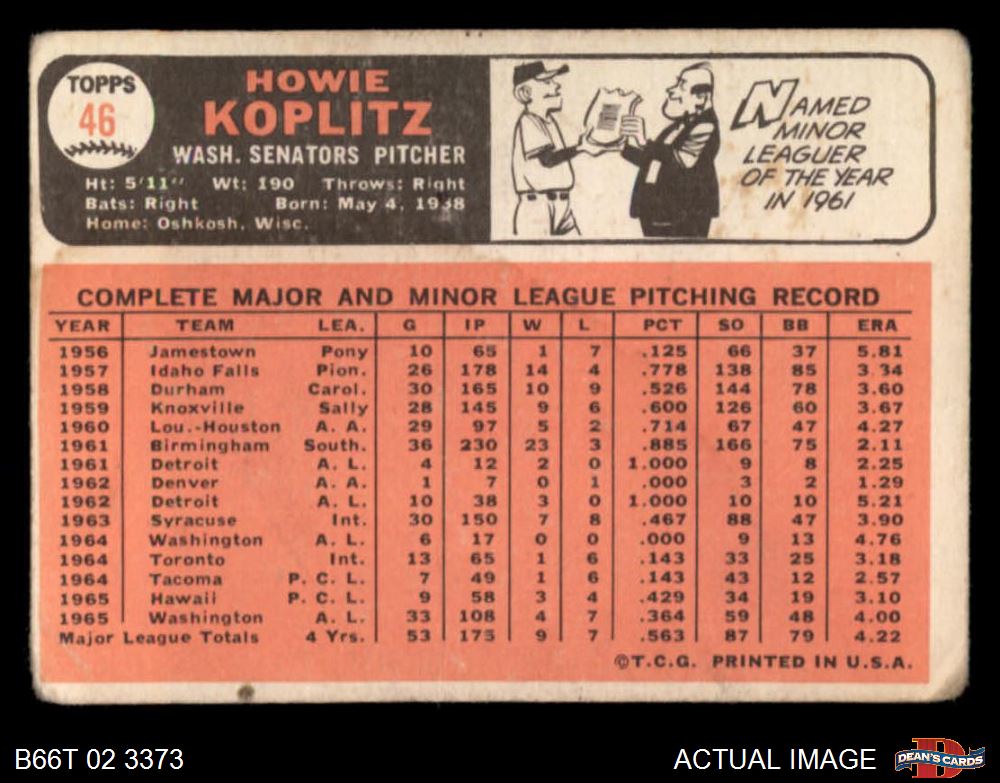 TOPPS
46
HOWIE
KOPLITZ
WASH. SENATORS PITCHER
Ht: 5'11" Wt: 190 Throws: Right
Bats: Right Born: May 4, 1938
Home: Oshkosh, Wisc.
NAMED
MINOR
LEAGUER
OF THE YEAR
IN 1961
COMPLETE MAJOR AND MINOR LEAGUE PITCHING RECORD
YEAR TEAM LEA. G IP W L PCT SO BB ERA
1956 Jamestown Pony 10 65 1 7 .125 66 37 5.81
1957 Idaho Falls Pion. 26 178 14 4 .778 138 85 3.34
1958 Durham Carol. 30 165 10 9 .526 144 78 3.60
1959 Knoxville Sally 28 145 9 6 .600 126 60 3.67
1960 Lou.-Houston A. A. 29 97 5 2 .714 67 47 4.27
1961 Birmingham South. 36 230 23 3 .885 166 75 2.11
1961 Detroit A. L. 4 12 2 0 1.000 9 8 2.25
1962 Denver A. A. 1 7 0 1 .000 3 2 1.29
1962 Detroit A. L. 10 38 3 0 1.000 10 10 5.21
1963 Syracuse Int. 30 150 7 8 .467 88 47 3.90
1964 Washington A. L. 6 17 0 0 .000 9 13 4.76
1964 Toronto Int. 13 65 1 6 .143 33 25 3.18
1964 Tacoma P. C. L. 7 49 1 6 .143 43 12 2.57
1965 Hawaii P. C. L. 9 58 3 4 .429 34 19 3.10
1965 Washington A. L. 33 108 4 7 .364 59 48 4.00
Major League Totals 4 Yrs. 53 175 9 7 .563 87 79 4.22
©T.C.G. PRINTED IN U.S.A.
B66T 02 3373
ACTUAL IMAGE
D
DEAN'S CARDS